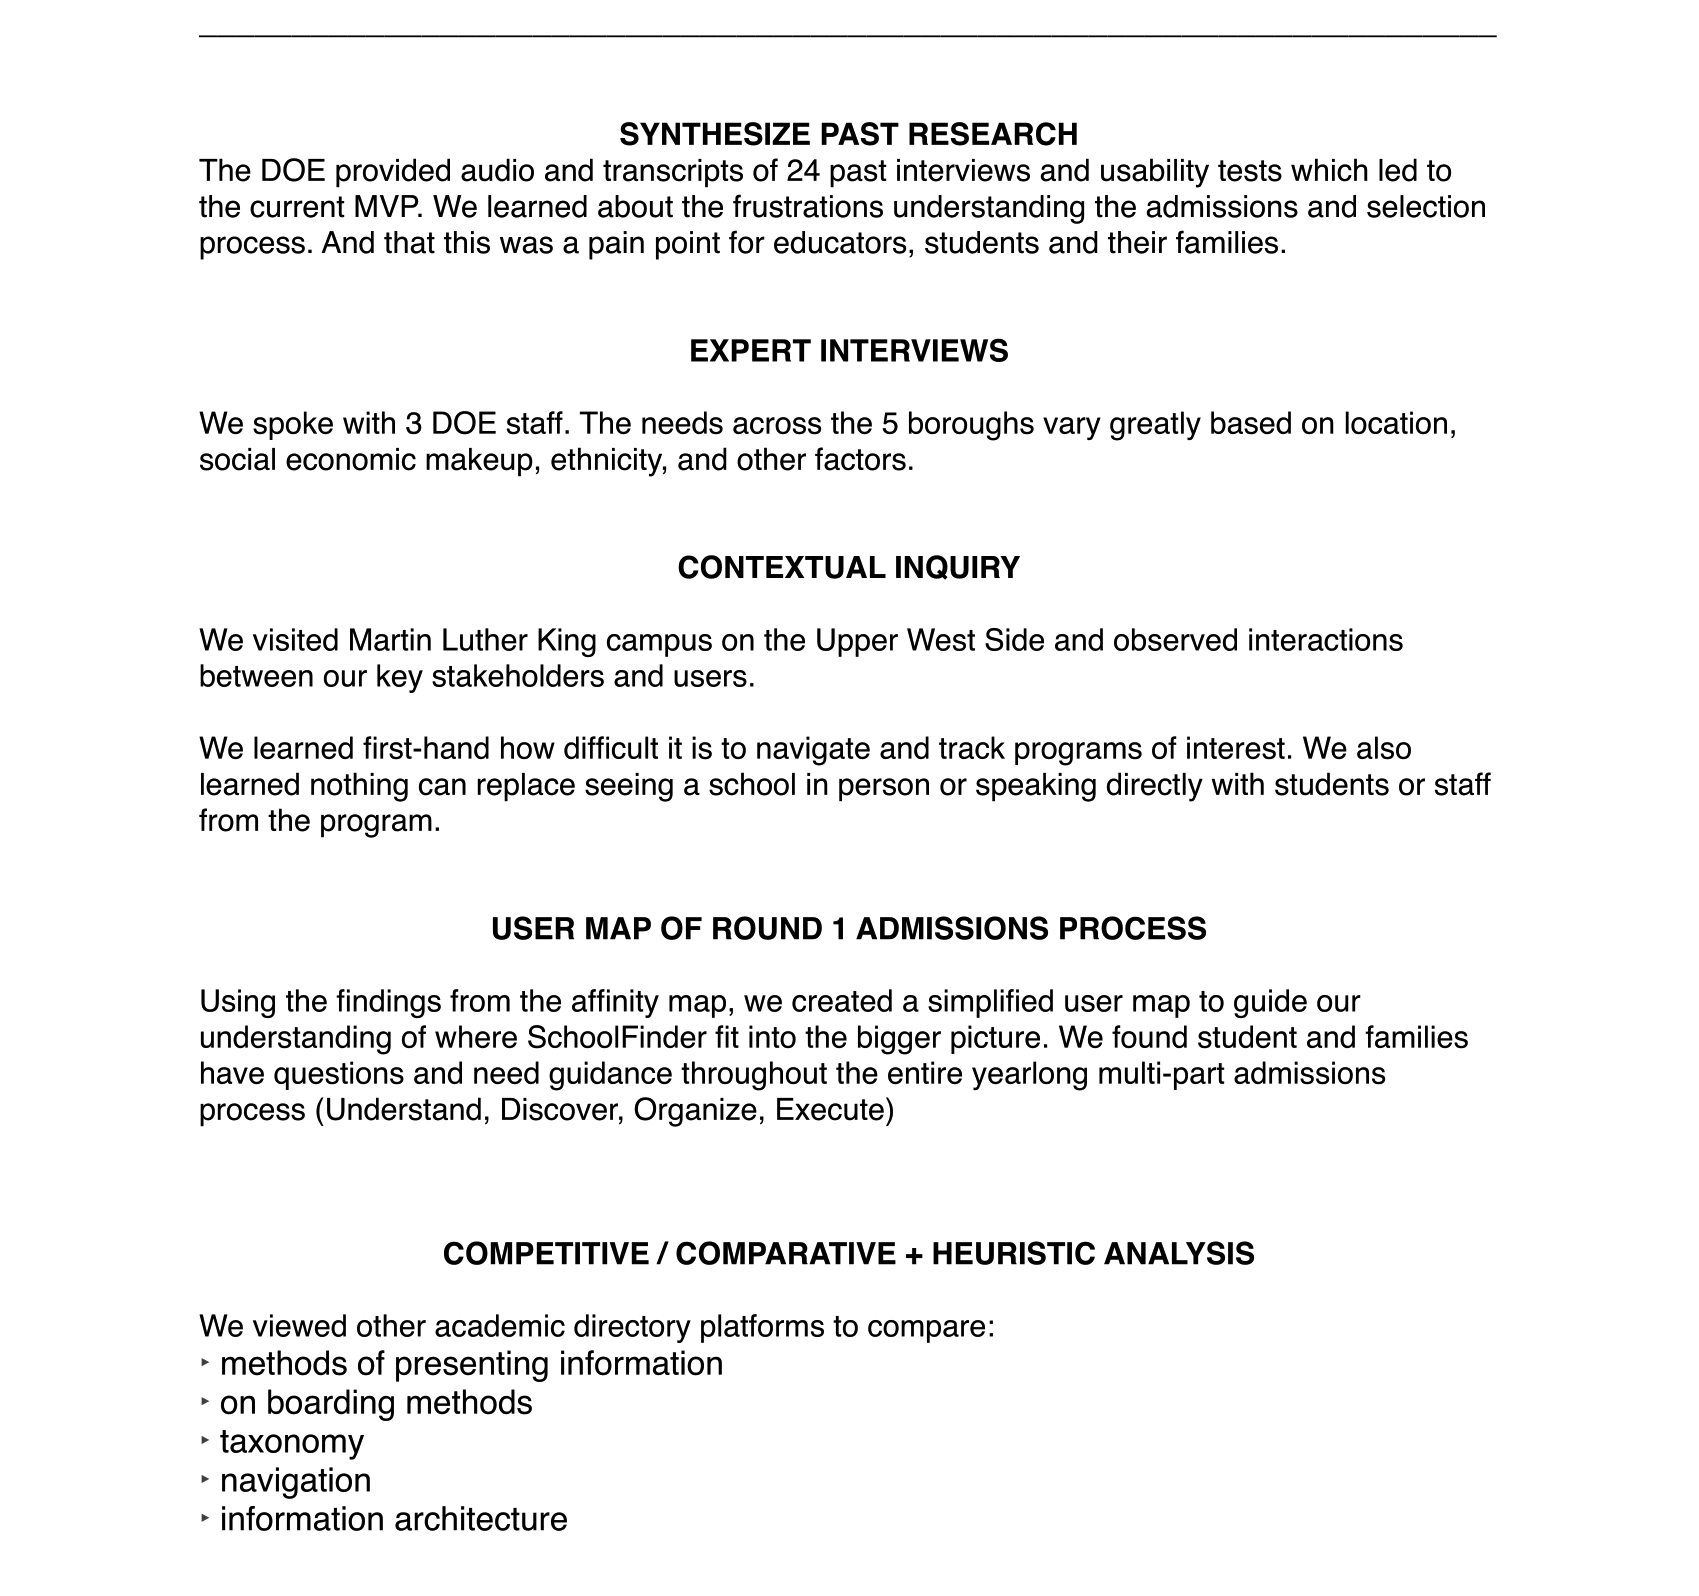 SYNTHESIZE PAST RESEARCH
The DOE provided audio and transcripts of 24 past interviews and usability tests which led to
the current MVP. We learned about the frustrations understanding the admissions and selection
process. And that this was a pain point for educators, students and their families.
EXPERT INTERVIEWS
We spoke with 3 DOE staff. The needs across the 5 boroughs vary greatly based on location,
social economic makeup, ethnicity, and other factors.
CONTEXTUAL INQUIRY
We visited Martin Luther King campus on the Upper West Side and observed interactions
between our key stakeholders and users.
We learned first-hand how difficult it is to navigate and track programs of interest. We also
learned nothing can replace seeing a school in person or speaking directly with students or staff
from the program.
USER MAP OF ROUND 1 ADMISSIONS PROCESS
Using the findings from the affinity map, we created a simplified user map to guide our
understanding of where SchoolFinder fit into the bigger picture. We found student and families
have questions and need guidance throughout the entire yearlong multi-part admissions
process (Understand, Discover, Organize, Execute)
COMPETITIVE / COMPARATIVE + HEURISTIC ANALYSIS
We viewed other academic directory platforms to compare:
‣ methods of presenting information
‣ on boarding methods
‣ taxonomy
‣ navigation
‣ information architecture